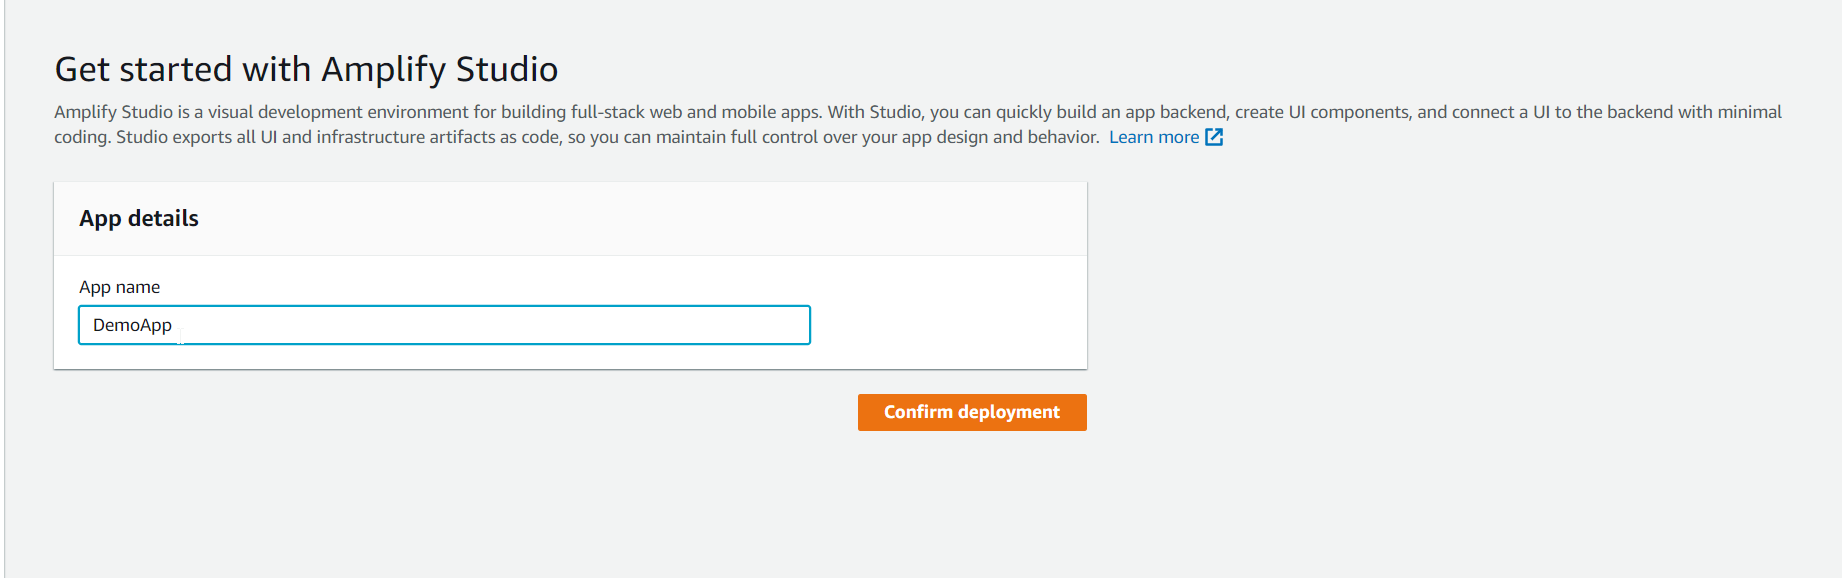 Get started with Amplify Studio
Amplify Studio is a visual development environment for building full-stack web and mobile apps. With Studio, you can quickly build an app backend, create UI components, and connect a UI to the backend with minimal
coding. Studio exports all UI and infrastructure artifacts as code, so you can maintain full control over your app design and behavior. Learn more
App details
App name
DemoApp
Confirm deployment